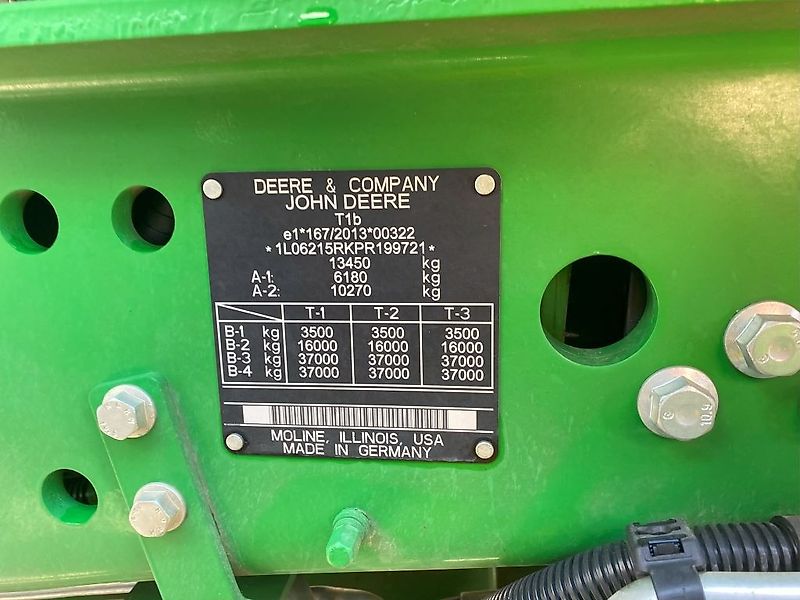 DEERE & COMPANY
JOHN DEERE
T1b
e1*167/2013*00322
*1L06215RKPR199721*
13450 kg
A-1: 6180 kg
A-2: 10270 kg
T-1 T-2 T-3
B-1 kg 3500 3500 3500
B-2 kg 16000 16000 16000
B-3 kg 37000 37000 37000
B-4 kg 37000 37000 37000
MOLINE, ILLINOIS, USA
MADE IN GERMANY
10.9